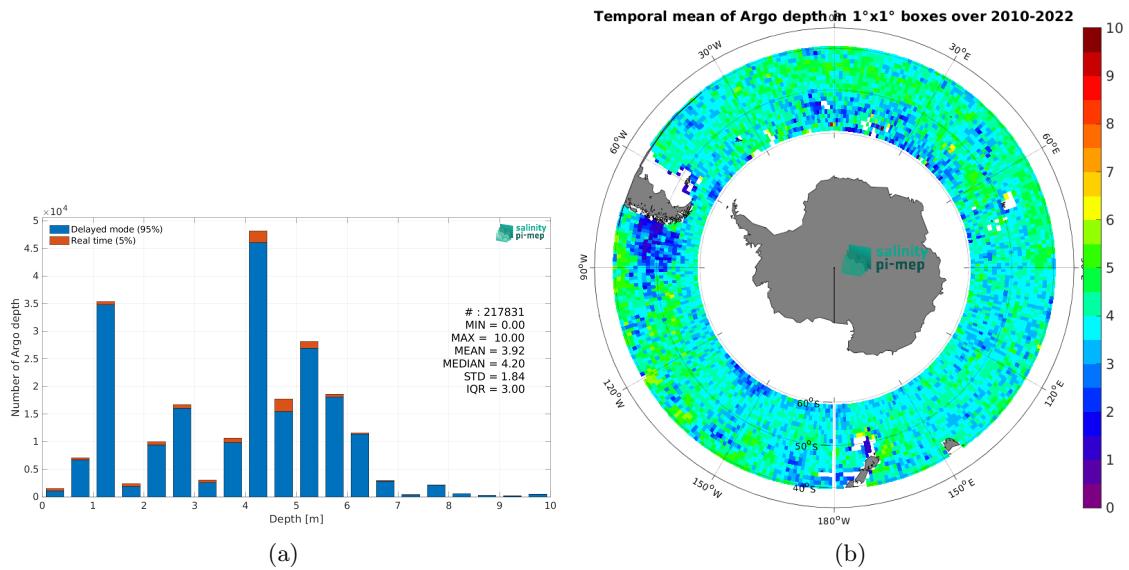 ×10⁴
5
4.5
4
3.5
3
2.5
2
1.5
1
0.5
0
Number of Argo depth
Delayed mode (95%)
Real time (5%)
salinity
pi-mep
# : 217831
MIN = 0.00
MAX = 10.00
MEAN = 3.92
MEDIAN = 4.20
STD = 1.84
IQR = 3.00
0 1 2 3 4 5 6 7 8 9 10
Depth [m]
(a)
Temporal mean of Argo depth in 1°x1° boxes over 2010-2022
0°
30°W
30°E
60°W
60°E
90°W
120°W
120°E
150°W
150°E
180°W
60°S
50°S
40°S
salinity
pi-mep
10
9
8
7
6
5
4
3
2
1
0
(b)